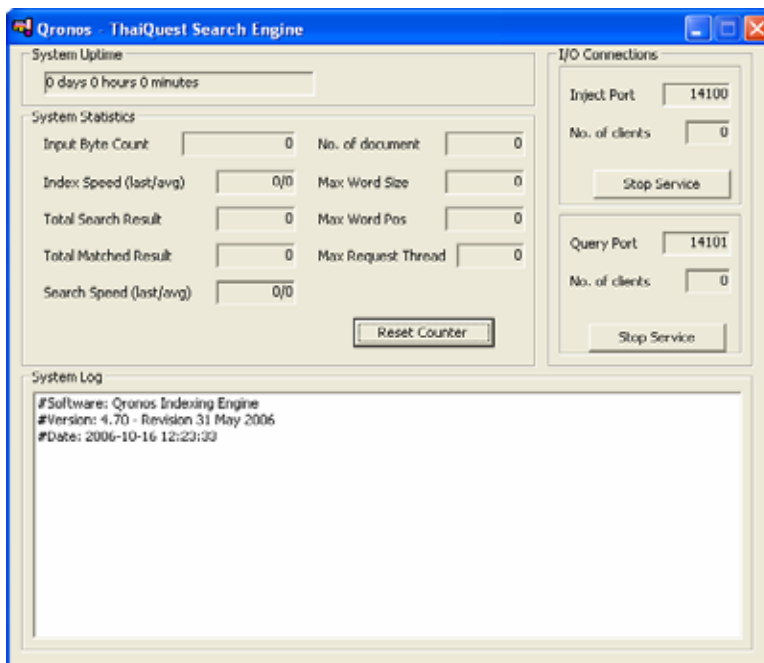 Qronos - ThaiQuest Search Engine
System Uptime
0 days 0 hours 0 minutes
System Statistics
Input Byte Count 0 No. of document 0
Index Speed (last/avg) 0/0 Max Word Size 0
Total Search Result 0 Max Word Pos 0
Total Matched Result 0 Max Request Thread 0
Search Speed (last/avg) 0/0
Reset Counter
I/O Connections
Inject Port 14100
No. of clients 0
Stop Service
Query Port 14101
No. of clients 0
Stop Service
System Log
#Software: Qronos Indexing Engine
#Version: 4.70 - Revision 31 May 2006
#Date: 2006-10-16 12:23:33